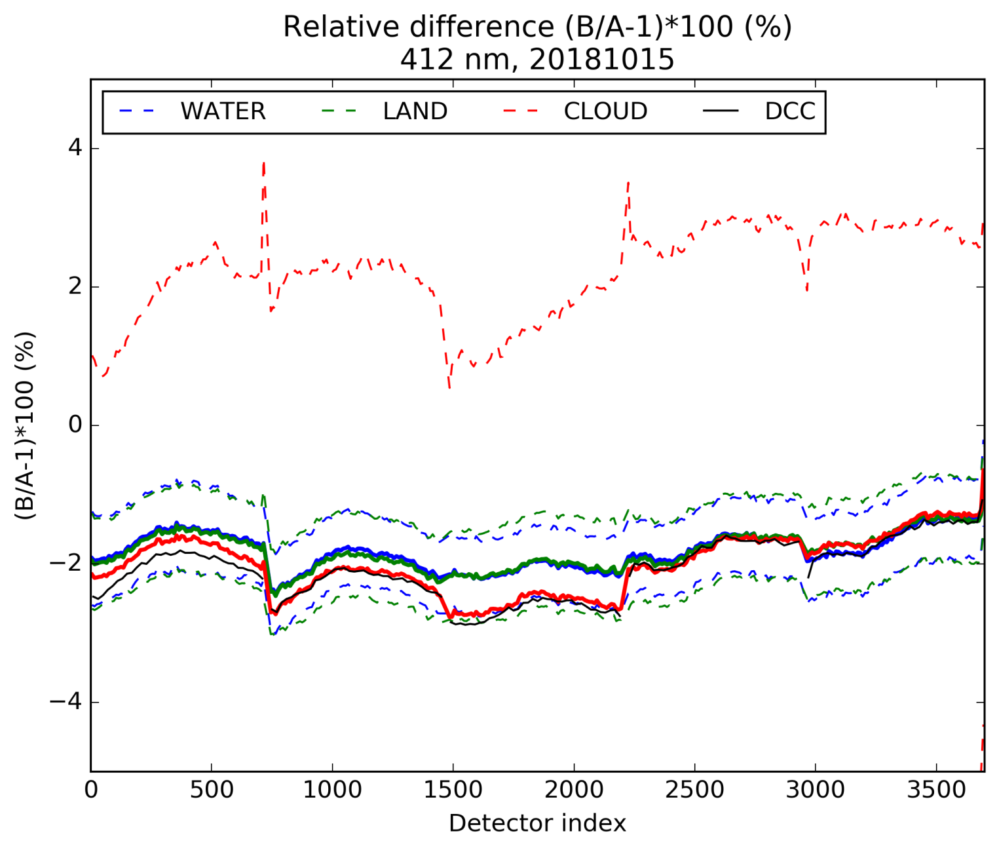 Relative difference (B/A-1)*100 (%)
412 nm, 20181015
WATER LAND CLOUD DCC
(B/A-1)*100 (%)
4
2
0
−2
−4
0 500 1000 1500 2000 2500 3000 3500
Detector index